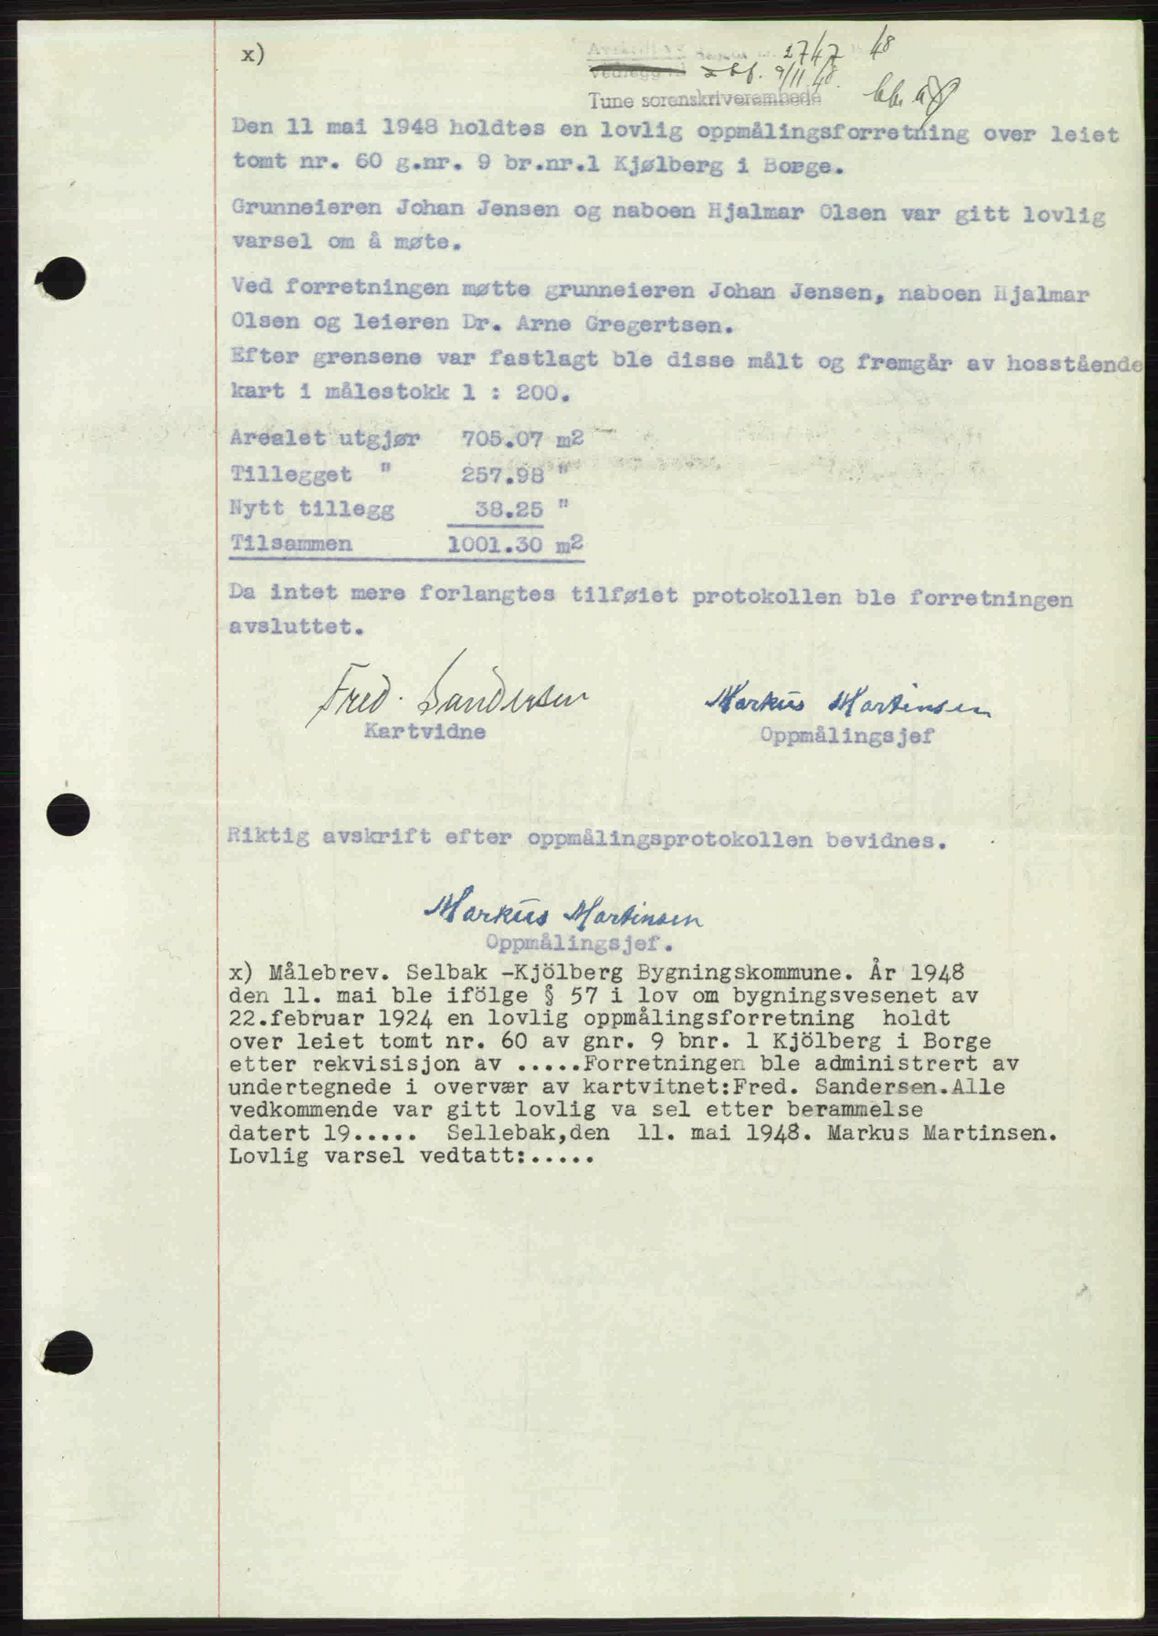 x)
2747 48
9/11 48.
Tune sorenskriverembede
Den 11 mai 1948 holdtes en lovlig oppmålingsforretning over leiet
tomt nr. 60 g.nr. 9 br.nr.1 Kjølberg i Borge.
Grunneieren Johan Jensen og naboen Hjalmar Olsen var gitt lovlig
varsel om å møte.
Ved forretningen møtte grunneieren Johan Jensen, naboen Hjalmar
Olsen og leieren Dr. Arne Gregertsen.
Efter grensene var fastlagt ble disse målt og fremgår av hosstående
kart i målestokk 1 : 200.
Arealet utgjør 705.07 m2
Tillegget " 257.98 "
Nytt tillegg 38.25 "
Tilsammen 1001.30 m2
Da intet mere forlangtes tilføiet protokollen ble forretningen
avsluttet.
Fred. Sandersen Markus Martinsen
Kartvidne Oppmålingsjef
Riktig avskrift efter oppmålingsprotokollen bevidnes.
Markus Martinsen
Oppmålingsjef.
x) Målebrev. Selbak -Kjölberg Bygningskommune. År 1948
den 11. mai ble ifölge § 57 i lov om bygningsvesenet av
22.februar 1924 en lovlig oppmålingsforretning holdt
over leiet tomt nr. 60 av gnr. 9 bnr. 1 Kjölberg i Borge
etter rekvisisjon av .....Forretningen ble administrert av
undertegnede i overvær av kartvitnet:Fred. Sandersen.Alle
vedkommende var gitt lovlig va sel etter berammelse
datert 19..... Sellebak,den 11. mai 1948. Markus Martinsen.
Lovlig varsel vedtatt:.....